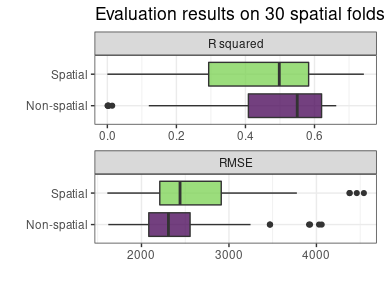 Evaluation results on 30 spatial folds
R squared
Spatial
Non-spatial
0.0 0.2 0.4 0.6
RMSE
Spatial
Non-spatial
2000 3000 4000